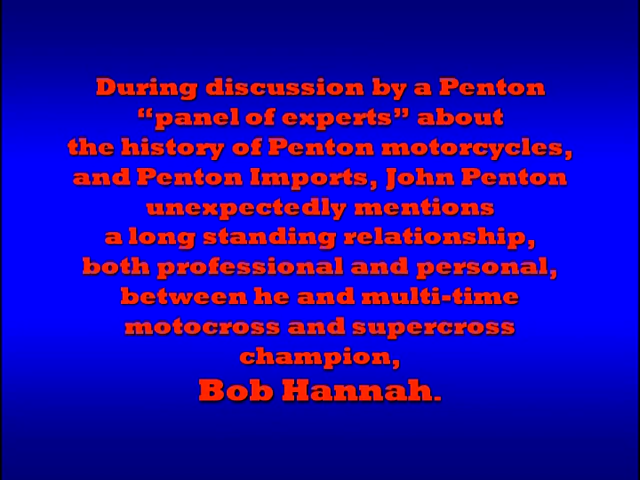 During discussion by a Penton
“panel of experts” about
the history of Penton motorcycles,
and Penton Imports, John Penton
unexpectedly mentions
a long standing relationship,
both professional and personal,
between he and multi-time
motocross and supercross
champion,
Bob Hannah.